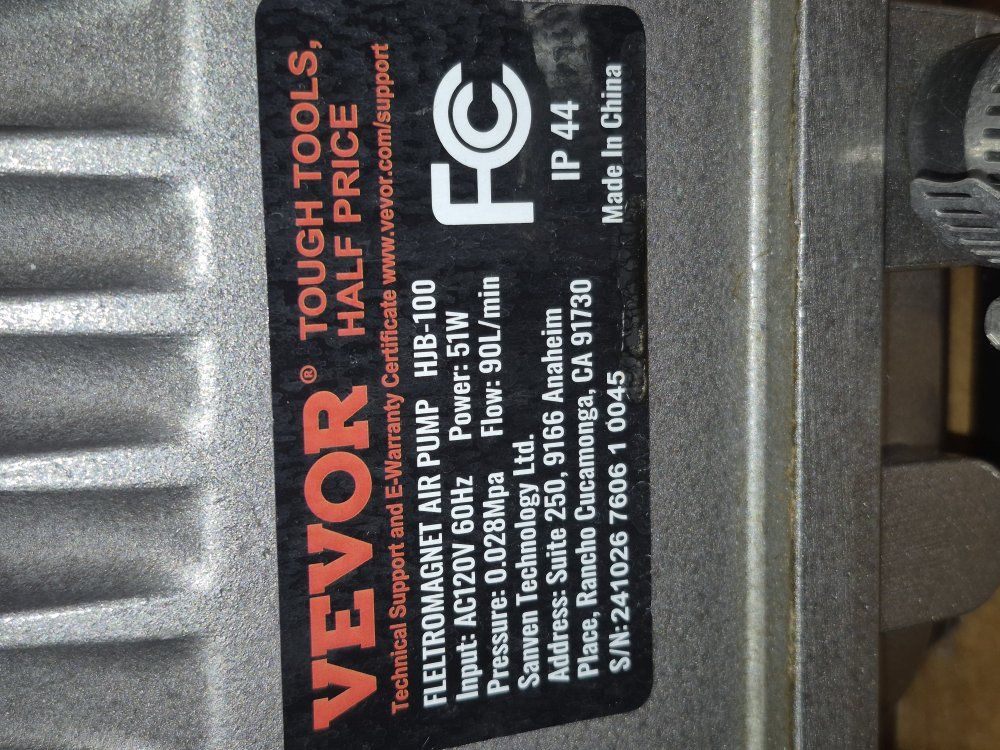 VEVOR® TOUGH TOOLS,
HALF PRICE
Technical Support and E-Warranty Certificate www.vevor.com/support
FLELTROMAGNET AIR PUMP HJB-100
Input: AC120V 60Hz Power: 51W
Pressure: 0.028Mpa Flow: 90L/min
Sanven Technology Ltd.
Address: Suite 250, 9166 Anaheim
Place, Rancho Cucamonga, CA 91730
S/N:241026 7606 1 0045
FC
IP 44
Made In China